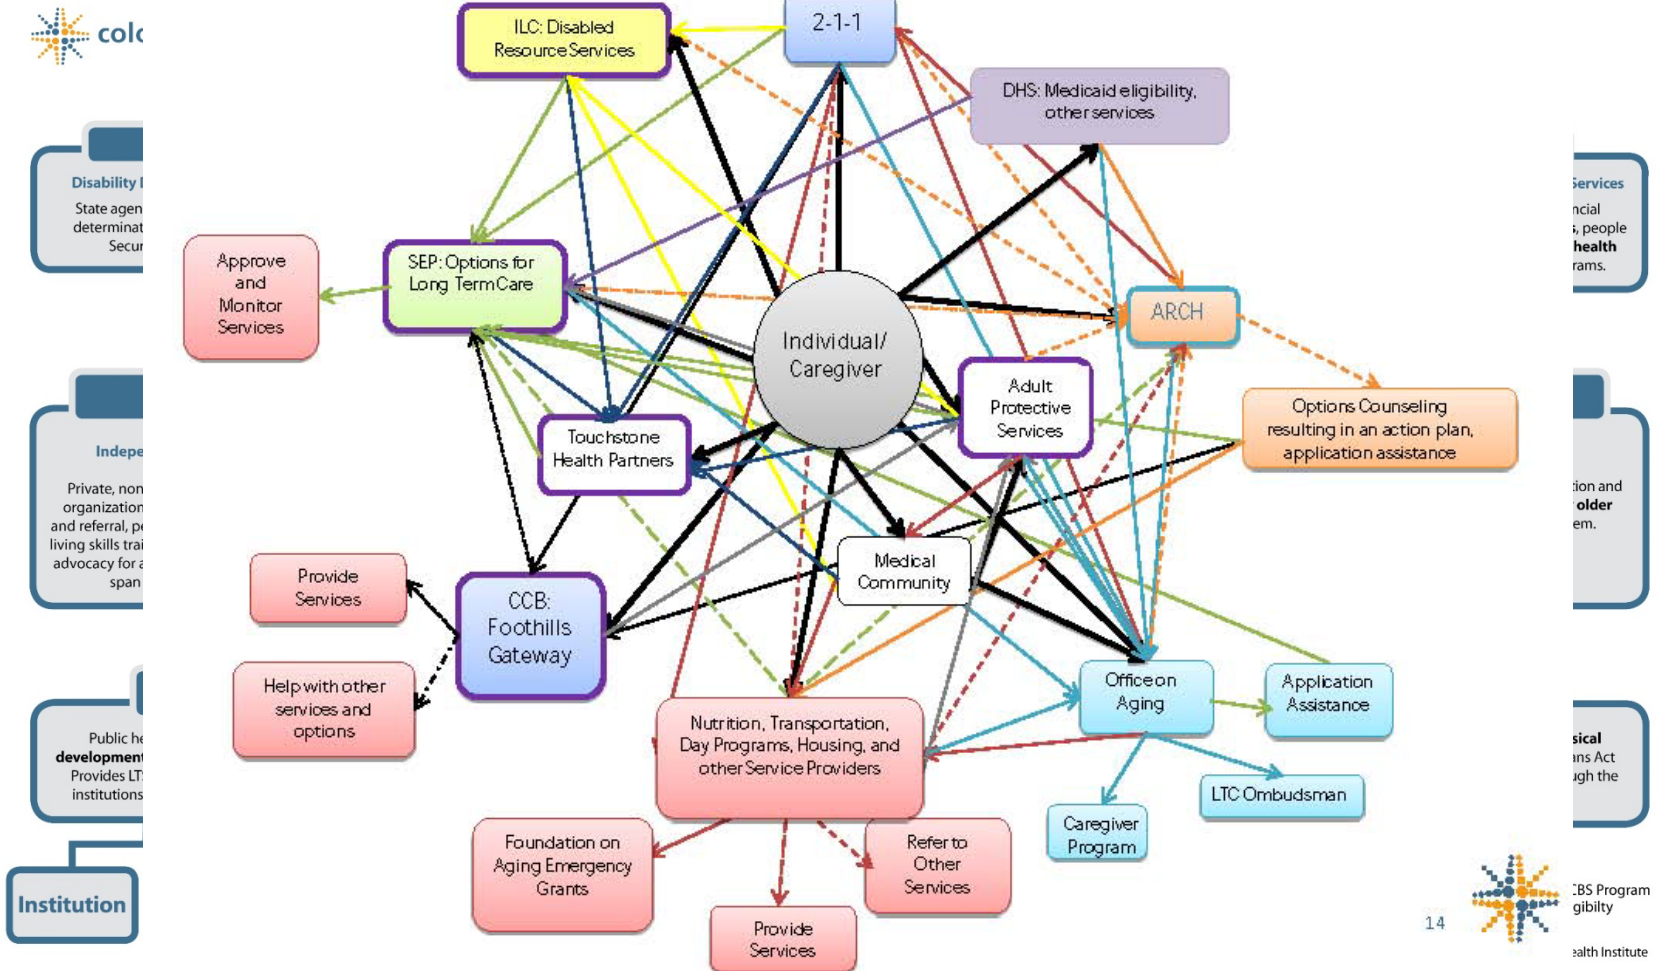 colo
ILC: Disabled
Resource Services
2-1-1
DHS: Medicaid eligibility,
other services
Disability
State agen
determinat
Secur
Services
ncial
s, people
health
rams.
Approve
and
Monitor
Services
SEP: Options for
Long Term Care
ARCH
Individual/
Caregiver
Adult
Protective
Services
Options Counseling
resulting in an action plan,
application assistance
Touchstone
Health Partners
Indepe
Private, non
organization
and referral, pe
living skills trai
advocacy for a
span
tion and
older
em.
Medical
Community
Provide
Services
CCB:
Foothills
Gateway
Help with other
services and
options
Office on
Aging
Application
Assistance
Nutrition, Transportation,
Day Programs, Housing, and
other Service Providers
Public he
development
Provides LT
institutions
sical
ans Act
ugh the
LTC Ombudsman
Caregiver
Program
Foundation on
Aging Emergency
Grants
Refer to
Other
Services
Provide
Services
Institution
14
CBS Program
gibilty
ealth Institute